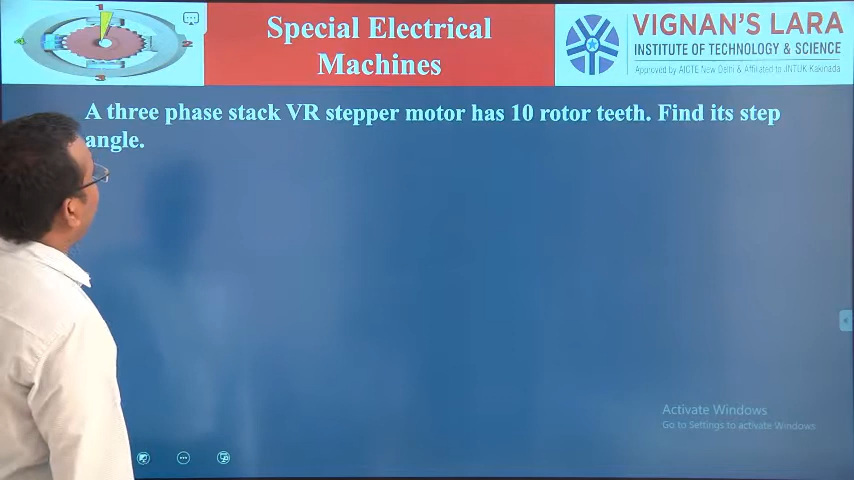 Special Electrical
Machines
VIGNAN'S LARA
INSTITUTE OF TECHNOLOGY & SCIENCE
Approved by AICTE New Delhi & Affiliated to JNTUK Kakinada
A three phase stack VR stepper motor has 10 rotor teeth. Find its step
angle.
Activate Windows
Go to Settings to activate Windows